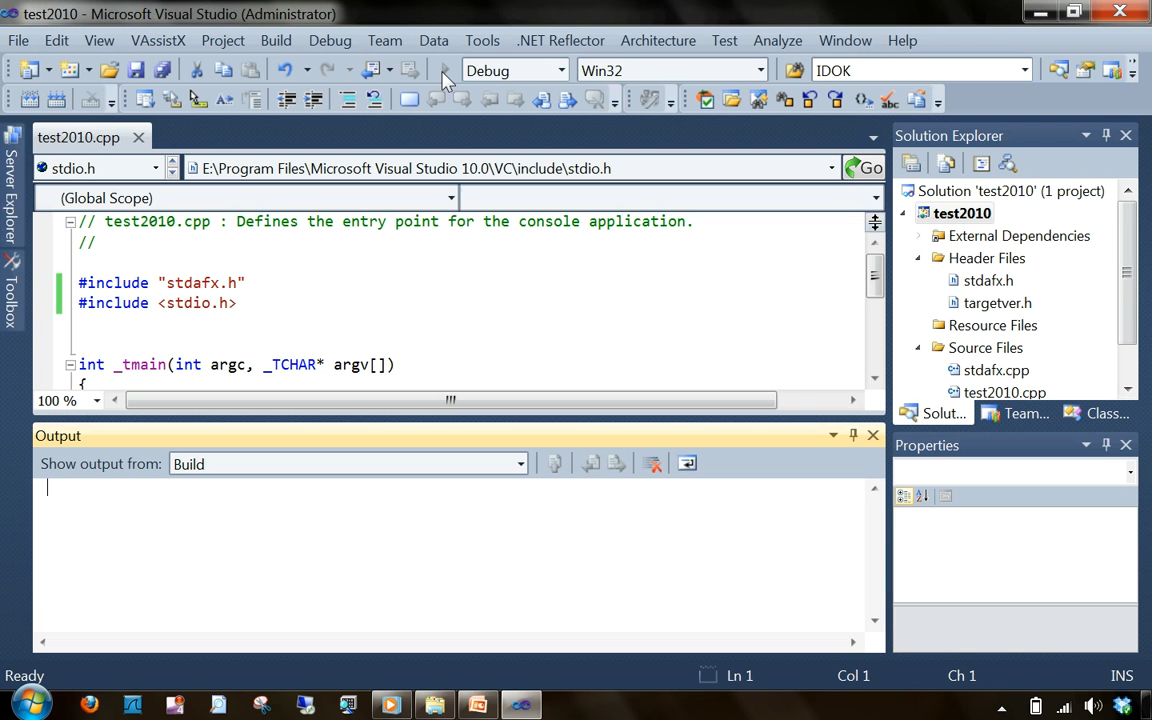 test2010 - Microsoft Visual Studio (Administrator)
File Edit View VAssistX Project Build Debug Team Data Tools .NET Reflector Architecture Test Analyze Window Help
Debug Win32 IDOK
Server Explorer
Toolbox
test2010.cpp
stdio.h E:\Program Files\Microsoft Visual Studio 10.0\VC\include\stdio.h Go
(Global Scope)
// test2010.cpp : Defines the entry point for the console application.
//
#include "stdafx.h"
#include <stdio.h>
int _tmain(int argc, _TCHAR* argv[])
{
100 %
Output
Show output from: Build
Solution Explorer
Solution 'test2010' (1 project)
test2010
External Dependencies
Header Files
stdafx.h
targetver.h
Resource Files
Source Files
stdafx.cpp
test2010.cpp
Solut... Team... Class...
Properties
Ready Ln 1 Col 1 Ch 1 INS